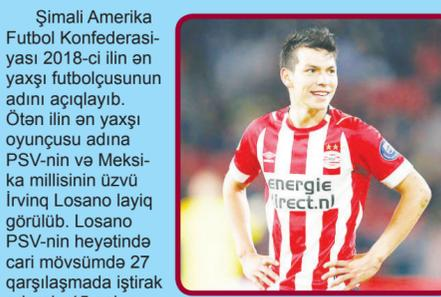 Şimali Amerika
Futbol Konfederasi-
yası 2018-ci ilin ən
yaxşı futbolçusunun
adını açıqlayıb.
Ötən ilin ən yaxşı
oyunçusu adına
PSV-nin və Meksi-
ka millisinin üzvü
İrvinq Losano layiq
görülüb. Losano
PSV-nin heyətində
cari mövsümdə 27
qarşılaşmada iştirak
energie
direct.nl